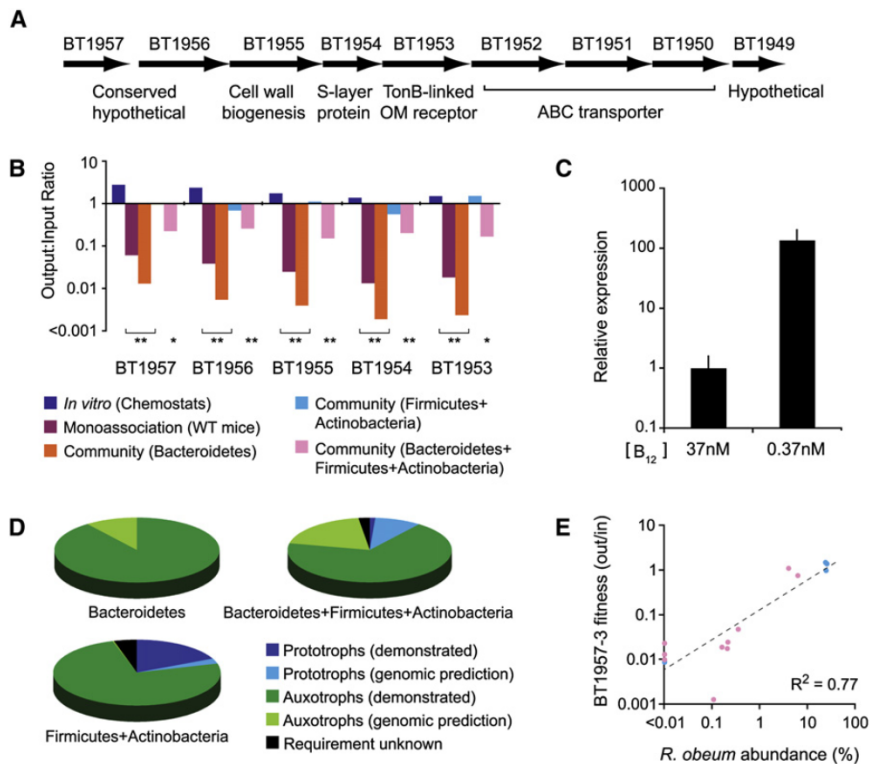 A
BT1957 BT1956 BT1955 BT1954 BT1953 BT1952 BT1951 BT1950 BT1949
Conserved
hypothetical
Cell wall
biogenesis
S-layer
protein
TonB-linked
OM receptor
ABC transporter
Hypothetical
B
Output:Input Ratio
10
1
0.1
0.01
<0.001
** * ** ** ** ** ** ** ** *
BT1957 BT1956 BT1955 BT1954 BT1953
In vitro (Chemostats)
Monoassociation (WT mice)
Community (Bacteroidetes)
Community (Firmicutes+
Actinobacteria)
Community (Bacteroidetes+
Firmicutes+Actinobacteria)
C
Relative expression
1000
100
10
1
0.1
[B12] 37nM 0.37nM
D
Bacteroidetes
Bacteroidetes+Firmicutes+Actinobacteria
Firmicutes+Actinobacteria
Prototrophs (demonstrated)
Prototrophs (genomic prediction)
Auxotrophs (demonstrated)
Auxotrophs (genomic prediction)
Requirement unknown
E
BT1957-3 fitness (out/in)
10
1
0.1
0.01
0.001
R2 = 0.77
<0.01 0.1 1 10 100
R. obeum abundance (%)